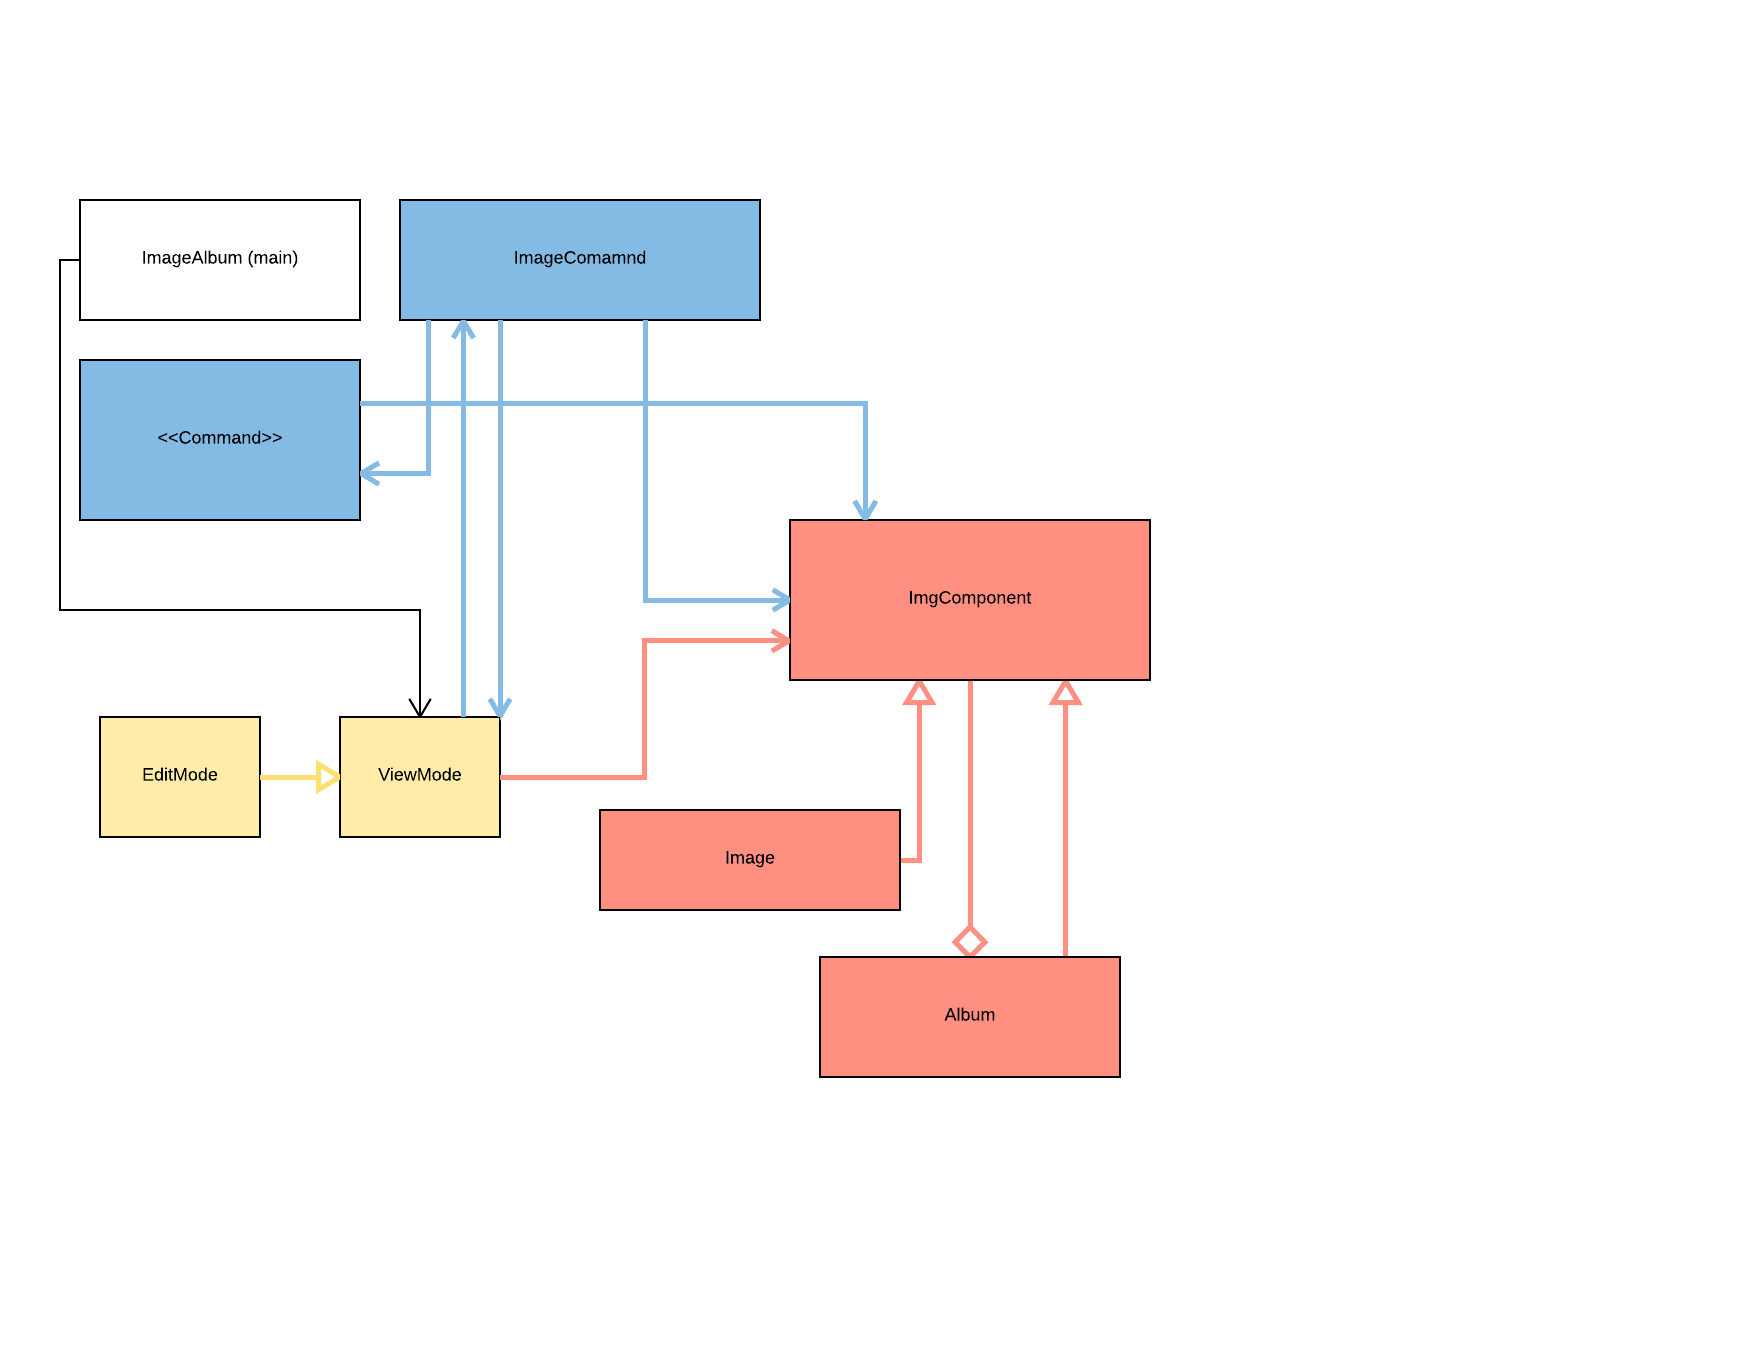 ImageAlbum (main)
ImageComamnd
<<Command>>
ImgComponent
EditMode
ViewMode
Image
Album